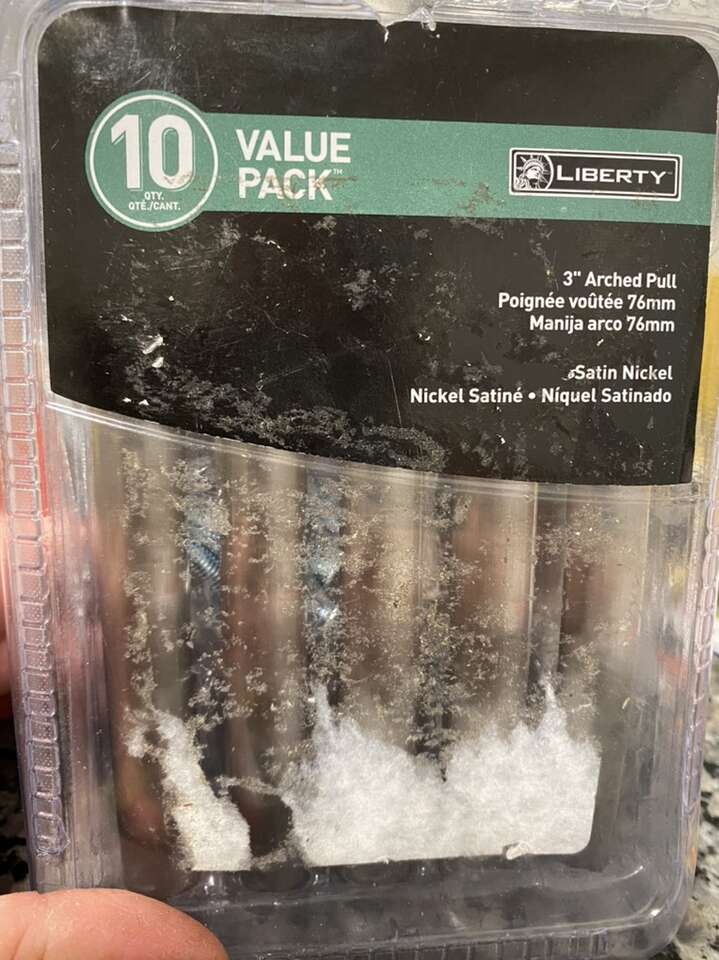 10
QTY.
QTÉ./CANT.
VALUE
PACK™
LIBERTY
3" Arched Pull
Poignée voûtée 76mm
Manija arco 76mm
Satin Nickel
Nickel Satiné • Níquel Satinado